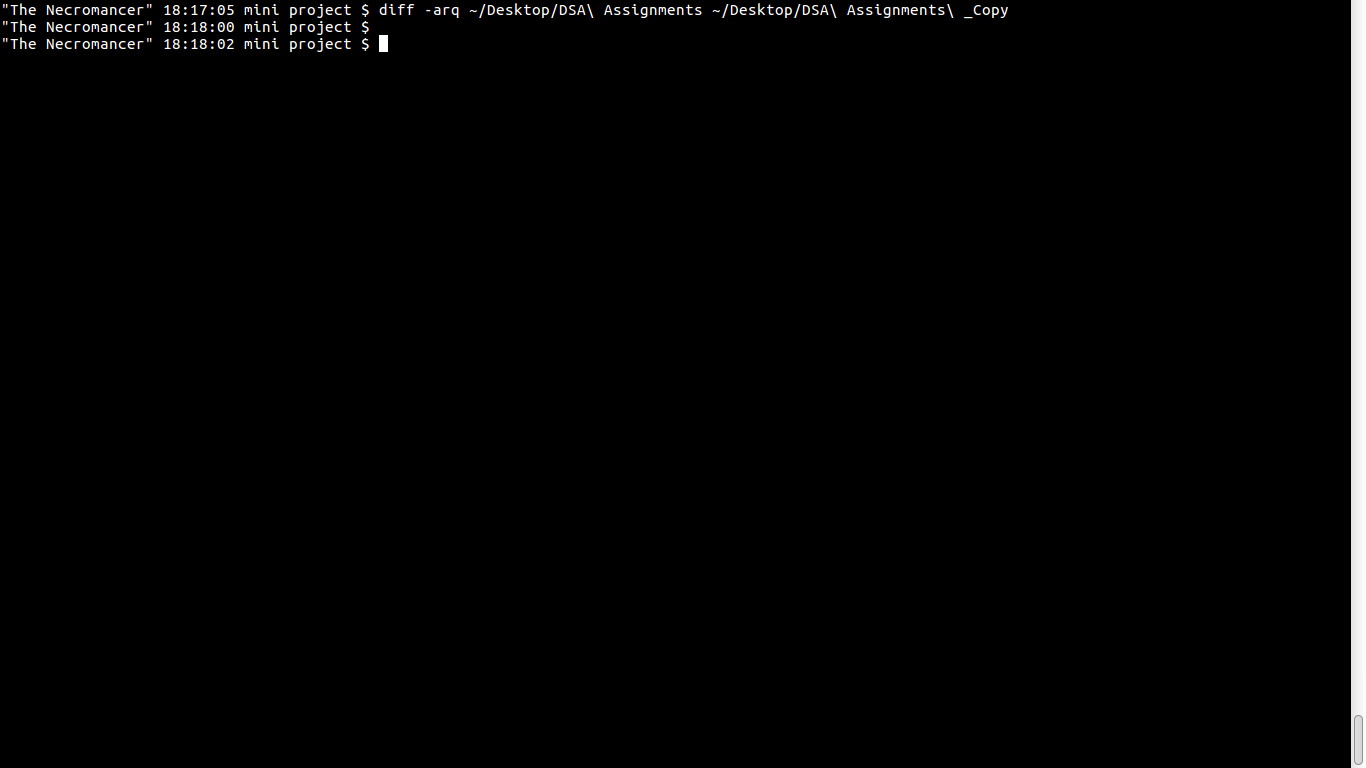 "The Necromancer" 18:17:05 mini project $ diff -arq ~/Desktop/DSA\ Assignments ~/Desktop/DSA\ Assignments\ _Copy
"The Necromancer" 18:18:00 mini project $
"The Necromancer" 18:18:02 mini project $